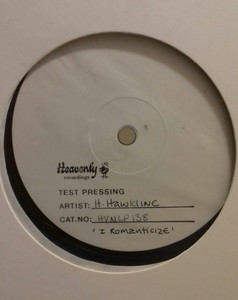 Heavenly
recordings
TEST PRESSING
ARTIST: H. HAWKLINE
CAT.NO: HVNLP138
'I Romanticize'